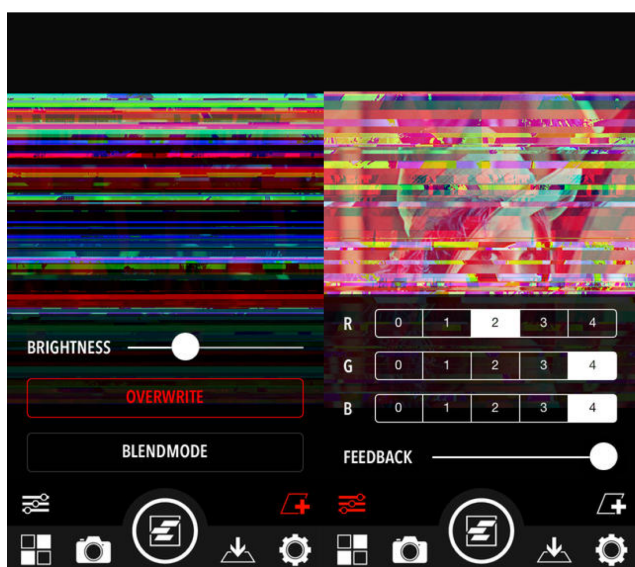 BRIGHTNESS
OVERWRITE
BLENDMODE
R 0 1 2 3 4
G 0 1 2 3 4
B 0 1 2 3 4
FEEDBACK